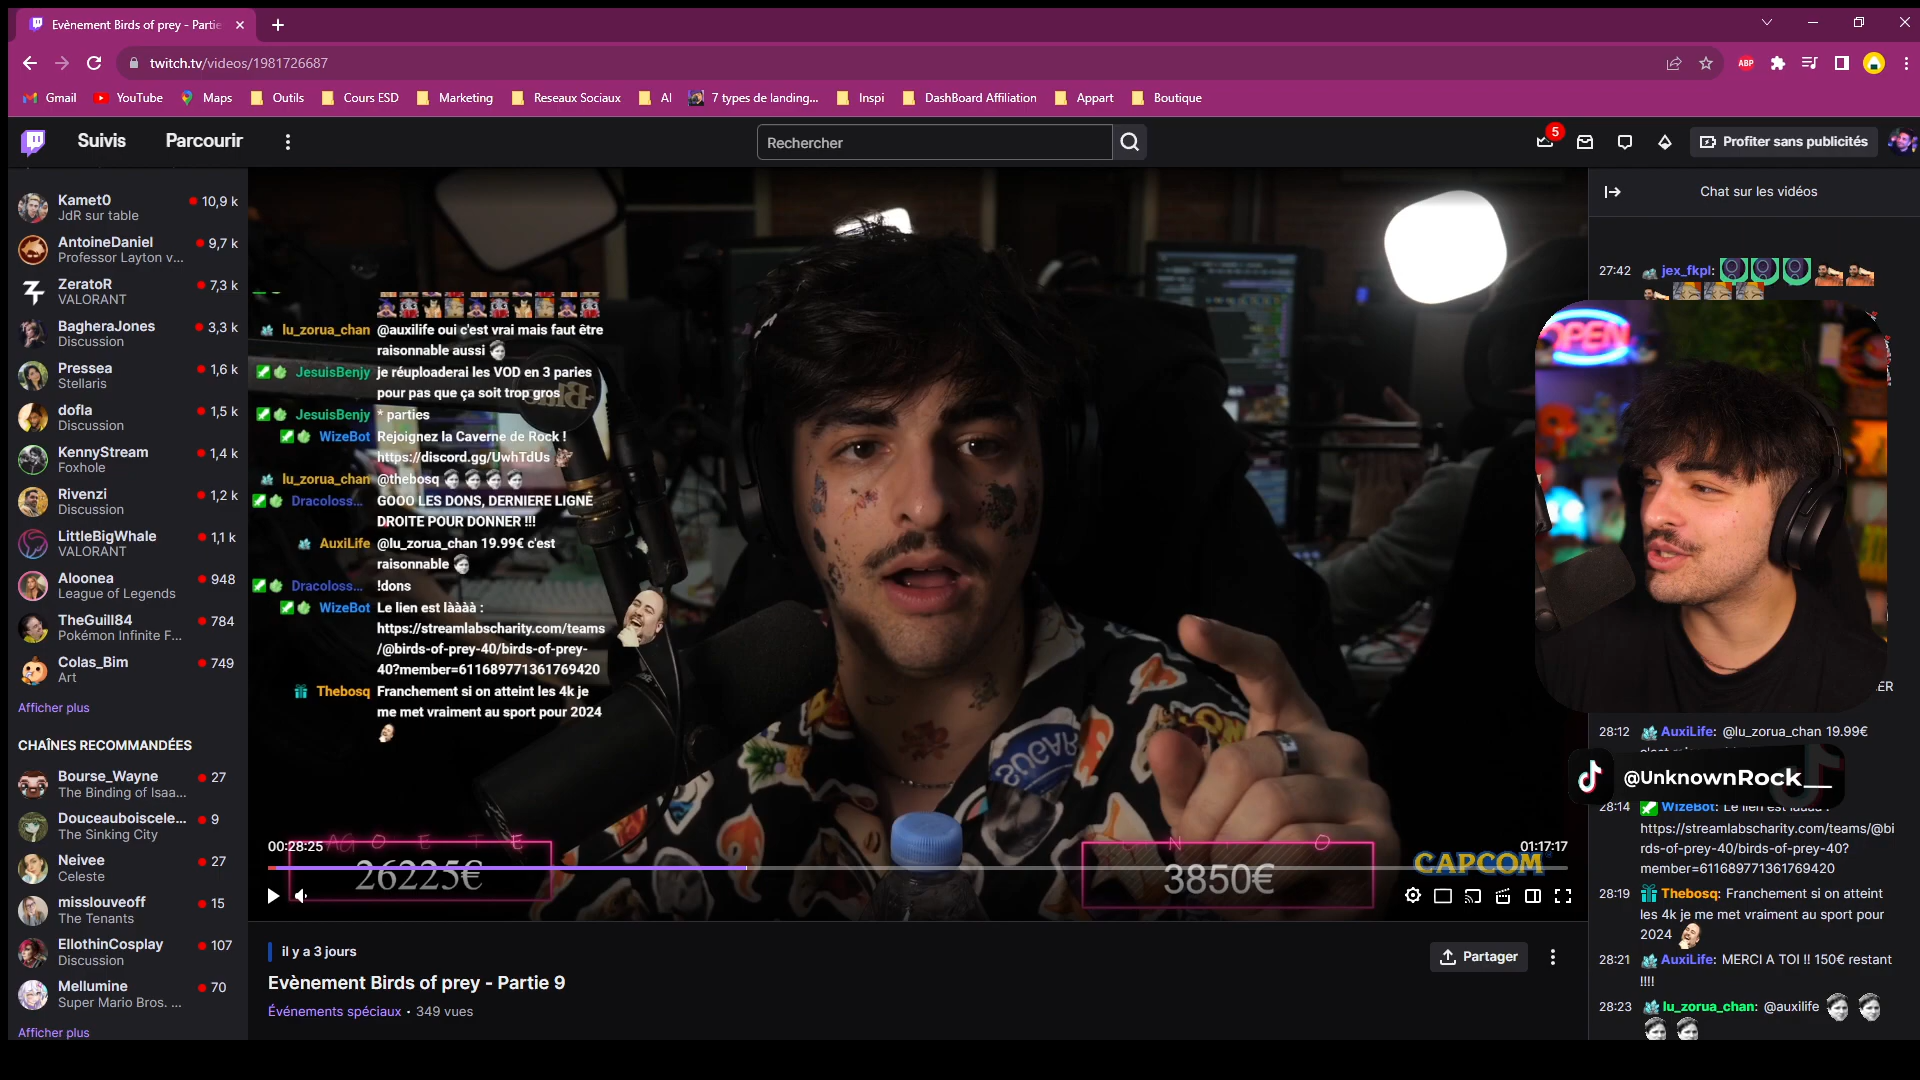 Evènement Birds of prey - Partie
twitch.tv/videos/1981726687
ABP
Gmail
YouTube
Maps
Outils
Cours ESD
Marketing
Reseaux Sociaux
AI
7 types de landing...
Inspi
DashBoard Affiliation
Appart
Boutique
Suivis
Parcourir
Rechercher
5
Profiter sans publicités
Kamet0
10,9 k
JdR sur table
AntoineDaniel
9,7 k
Professor Layton v...
ZeratoR
7,3 k
VALORANT
BagheraJones
3,3 k
Discussion
Pressea
1,6 k
Stellaris
dofla
1,5 k
Discussion
KennyStream
1,4 k
Foxhole
Rivenzi
1,2 k
Discussion
LittleBigWhale
1,1 k
VALORANT
Aloonea
948
League of Legends
TheGuill84
784
Pokémon Infinite F...
Colas_Bim
749
Art
Afficher plus
CHAÎNES RECOMMANDÉES
Bourse_Wayne
27
The Binding of Isaa...
Douceauboiscele...
9
The Sinking City
Neivee
27
Celeste
misslouveoff
15
The Tenants
EllothinCosplay
107
Discussion
Mellumine
70
Super Mario Bros. ...
Afficher plus
lu_zorua_chan @auxilife oui c'est vrai mais faut être
raisonnable aussi
JesuisBenjy je réuploaderai les VOD en 3 paries
pour pas que ça soit trop gros
JesuisBenjy * parties
WizeBot Rejoignez la Caverne de Rock !
https://discord.gg/UwhTdUs
lu_zorua_chan @thebosq
Dracoloss... GOOO LES DONS, DERNIERE LIGNE
DROITE POUR DONNER !!!
AuxiLife @lu_zorua_chan 19.99€ c'est
raisonnable
Dracoloss... !dons
WizeBot Le lien est làààà :
https://streamlabscharity.com/teams
/@birds-of-prey-40/birds-of-prey-
40?member=611689771361769420
Thebosq Franchement si on atteint les 4k je
me met vraiment au sport pour 2024
SUGAR
00:28:25
01:17:17
26225€
3850€
CAPCOM
il y a 3 jours
Evènement Birds of prey - Partie 9
Événements spéciaux • 349 vues
Partager
Chat sur les vidéos
27:42 jex_fkpl:
OPEN
ER
28:12 AuxiLife: @lu_zorua_chan 19.99€
@UnknownRock__
28:14 WizeBot: Le lien est làààà :
https://streamlabscharity.com/teams/@bi
rds-of-prey-40/birds-of-prey-40?
member=611689771361769420
28:19 Thebosq: Franchement si on atteint
les 4k je me met vraiment au sport pour
2024
28:21 AuxiLife: MERCI A TOI !! 150€ restant
!!!!
28:23 lu_zorua_chan: @auxilife